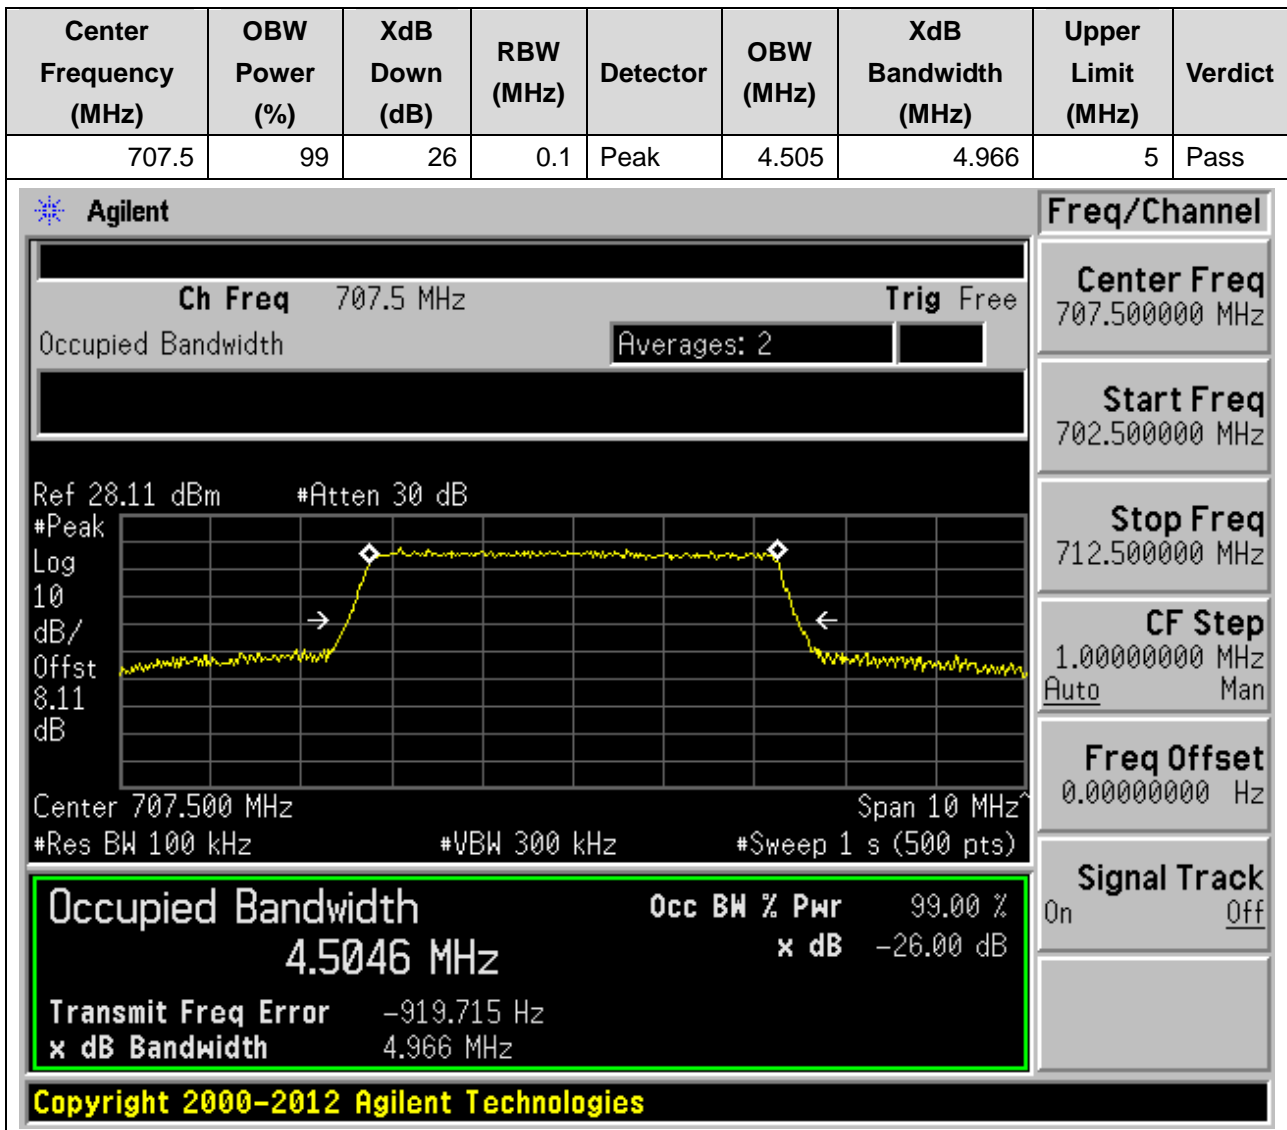 Center Frequency (MHz) OBW Power (%) XdB Down (dB) RBW (MHz) Detector OBW (MHz) XdB Bandwidth (MHz) Upper Limit (MHz) Verdict
707.5 99 26 0.1 Peak 4.505 4.966 5 Pass
Agilent
Freq/Channel
Ch Freq 707.5 MHz Trig Free
Occupied Bandwidth Averages: 2
Ref 28.11 dBm #Atten 30 dB
#Peak
Log
10
dB/
Offst
8.11
dB
Center 707.500 MHz Span 10 MHz^
#Res BW 100 kHz #VBW 300 kHz #Sweep 1 s (500 pts)
Occupied Bandwidth Occ BW % Pwr 99.00 %
4.5046 MHz x dB -26.00 dB
Transmit Freq Error -919.715 Hz
x dB Bandwidth 4.966 MHz
Center Freq
707.500000 MHz
Start Freq
702.500000 MHz
Stop Freq
712.500000 MHz
CF Step
1.00000000 MHz
Auto Man
Freq Offset
0.00000000 Hz
Signal Track
On Off
Copyright 2000-2012 Agilent Technologies